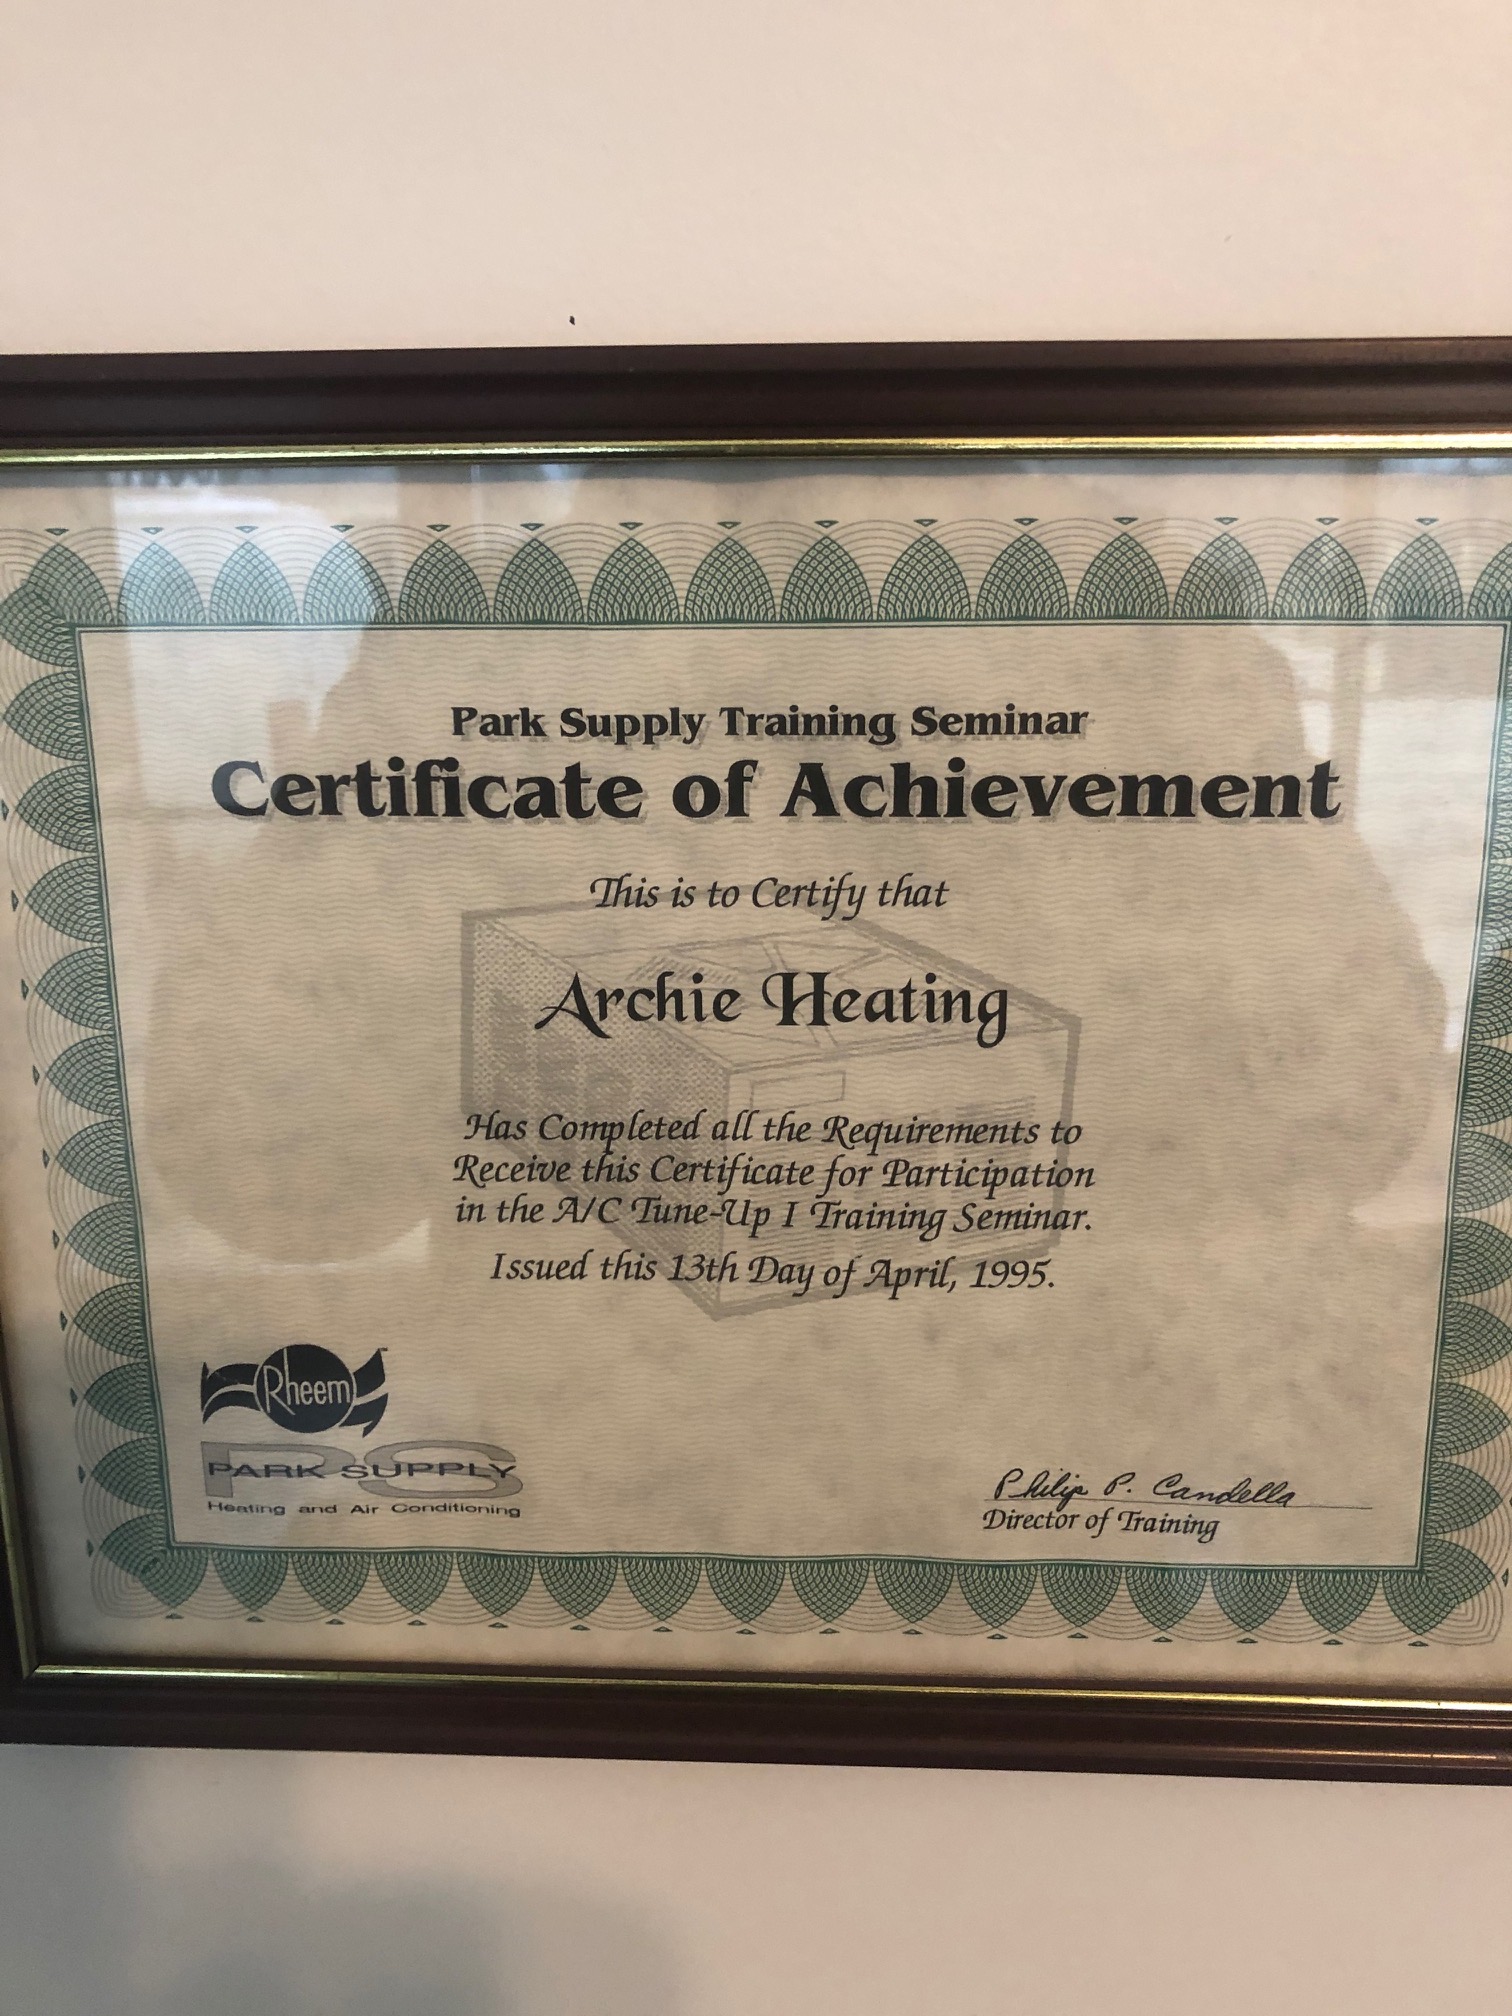 Park Supply Training Seminar
Certificate of Achievement
This is to Certify that
Archie Heating
Has Completed all the Requirements to
Receive this Certificate for Participation
in the A/C Tune-Up I Training Seminar.
Issued this 13th Day of April, 1995.
Rheem
PS
PARK SUPPLY
Heating and Air Conditioning
Philip P. Candella
Director of Training